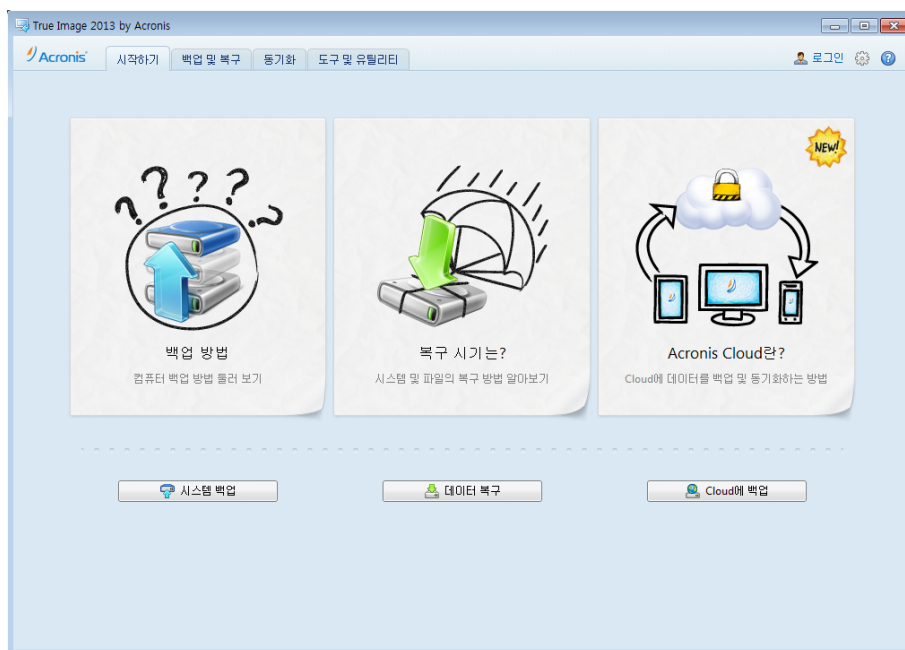 True Image 2013 by Acronis
Acronis 시작하기 백업 및 복구 동기화 도구 및 유틸리티 로그인
NEW!
백업 방법
컴퓨터 백업 방법 둘러 보기
복구 시기는?
시스템 및 파일의 복구 방법 알아보기
Acronis Cloud란?
Cloud에 데이터를 백업 및 동기화하는 방법
시스템 백업
데이터 복구
Cloud에 백업